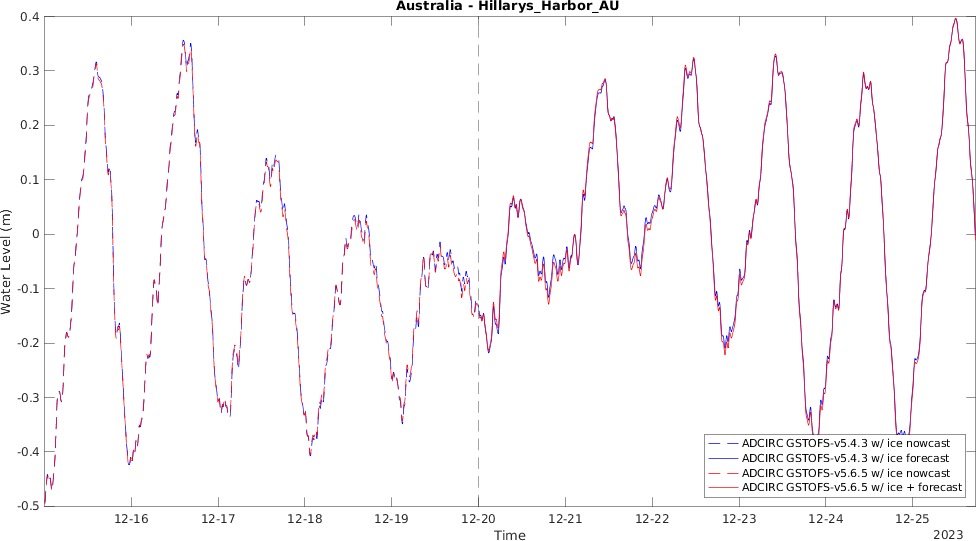 Australia - Hillarys_Harbor_AU
0.4
0.3
0.2
0.1
0
-0.1
-0.2
-0.3
-0.4
-0.5
Water Level (m)
12-16 12-17 12-18 12-19 12-20 12-21 12-22 12-23 12-24 12-25
Time
2023
ADCIRC GSTOFS-v5.4.3 w/ ice nowcast
ADCIRC GSTOFS-v5.4.3 w/ ice forecast
ADCIRC GSTOFS-v5.6.5 w/ ice nowcast
ADCIRC GSTOFS-v5.6.5 w/ ice + forecast